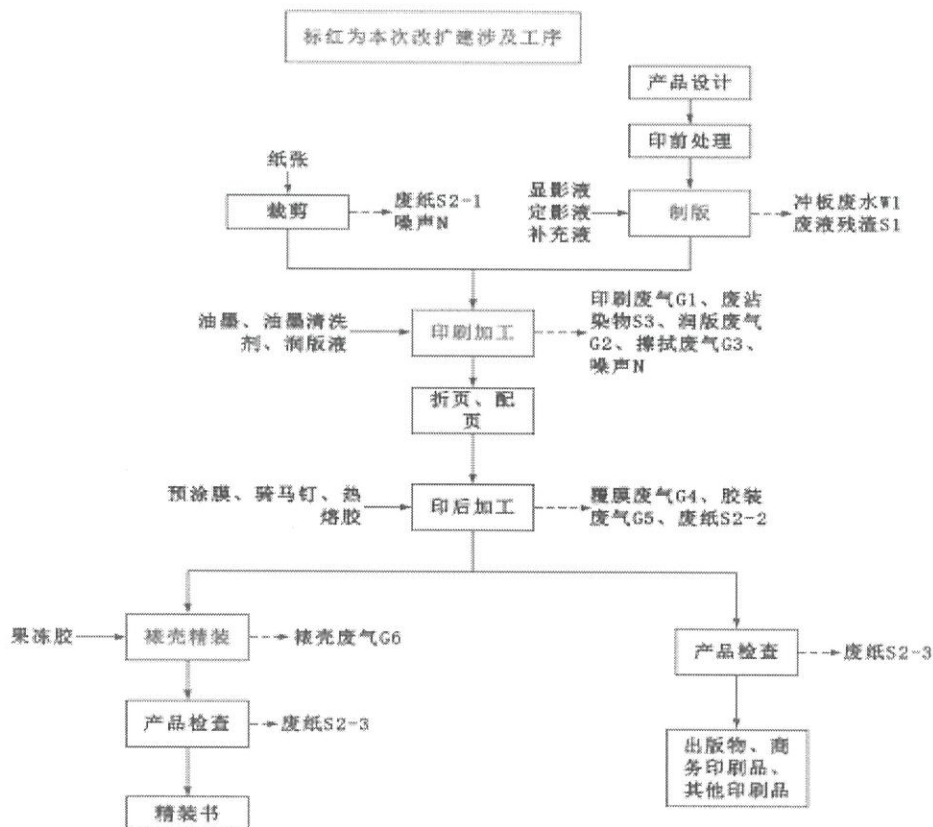 标红为本次改扩建涉及工序
产品设计
印前处理
纸张
裁剪
废纸S2-1
噪声N
显影液
定影液
补充液
制版
冲板废水W1
废液残渣S1
油墨、油墨清洗
剂、润版液
印刷加工
印刷废气G1、废沾
染物S3、润版废气
G2、擦拭废气G3、
噪声N
折页、配
页
预涂膜、骑马钉、热
熔胶
印后加工
覆膜废气G4、胶装
废气G5、废纸S2-2
果冻胶
裱壳精装
裱壳废气G6
产品检查
废纸S2-3
产品检查
废纸S2-3
精装书
出版物、商
务印刷品、
其他印刷品